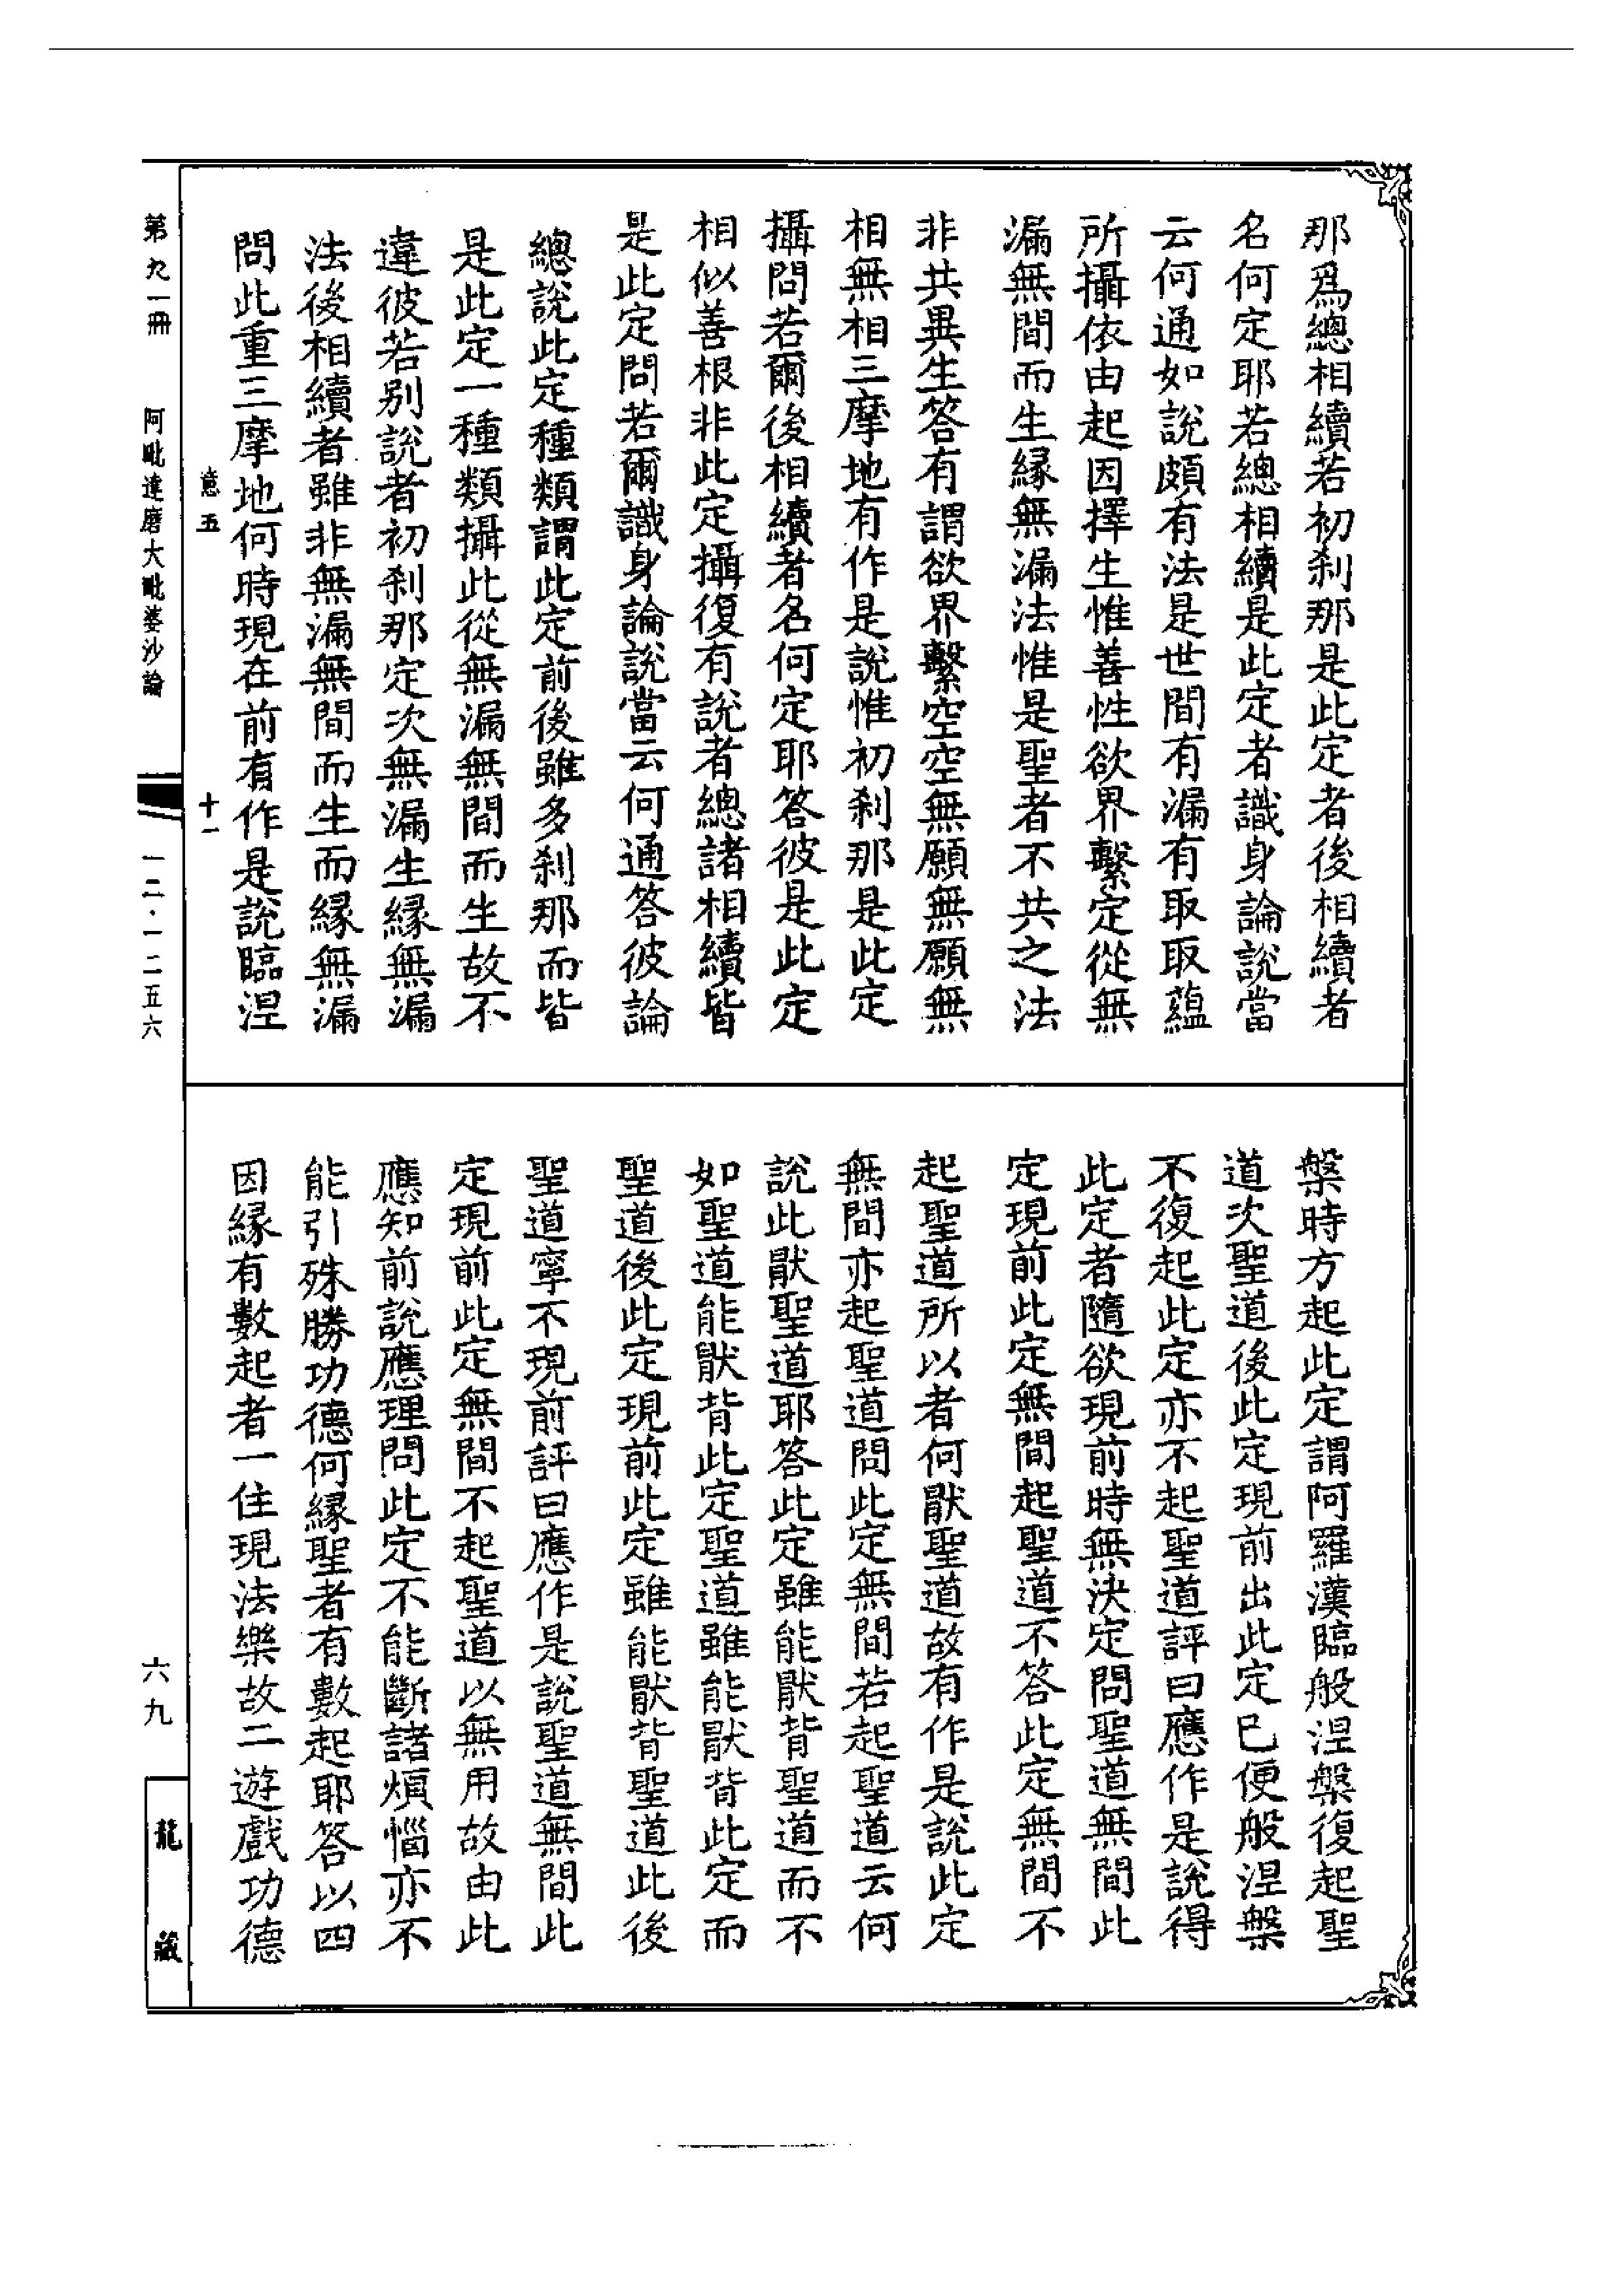 那爲總相續若初刹那是此定者後相續者
名何定耶若總相續是此定者識身論說當
云何通如說頗有法是世間有漏有取取蘊
所攝依由起因擇生惟善性欲界繫定從無
漏無間而生緣無漏法惟是聖者不共之法
非共異生答有謂欲界繫空空無願無願無
相無相三摩地有作是說惟初刹那是此定
攝問若爾後相續者名何定耶答彼是此定
相似善根非此定攝復有說者總諸相續皆
是此定問若爾識身論說當云何通答彼論
總說此定種類謂此定前後雖多刹那而皆
是此定一種類攝此從無漏無間而生故不
違彼若別說者初刹那定次無漏生緣無漏
法後相續者雖非無漏無間而生而緣無漏
問此重三摩地何時現在前有作是說臨涅
槃時方起此定謂阿羅漢臨般涅槃復起聖
道次聖道後此定現前出此定已便般涅槃
不復起此定亦不起聖道評曰應作是說得
此定者隨欲現前時無決定問聖道無間此
定現前此定無間起聖道不答此定無間不
起聖道所以者何猒聖道故有作是說此定
無間亦起聖道問此定無間若起聖道云何
說此猒聖道耶答此定雖能猒背聖道而不
如聖道能猒背此定聖道雖能猒背此定而
聖道後此定現前此定雖能猒背聖道此後
聖道寧不現前評曰應作是說聖道無間此
定現前此定無間不起聖道以無用故由此
應知前說應理問此定不能斷諸煩惱亦不
能引殊勝功德何緣聖者有數起耶答以四
因緣有數起者一住現法樂故二遊戲功德
意五
十一
第九一冊
阿毗達磨大毗婆沙論
一二·一二五六
六九
龍藏